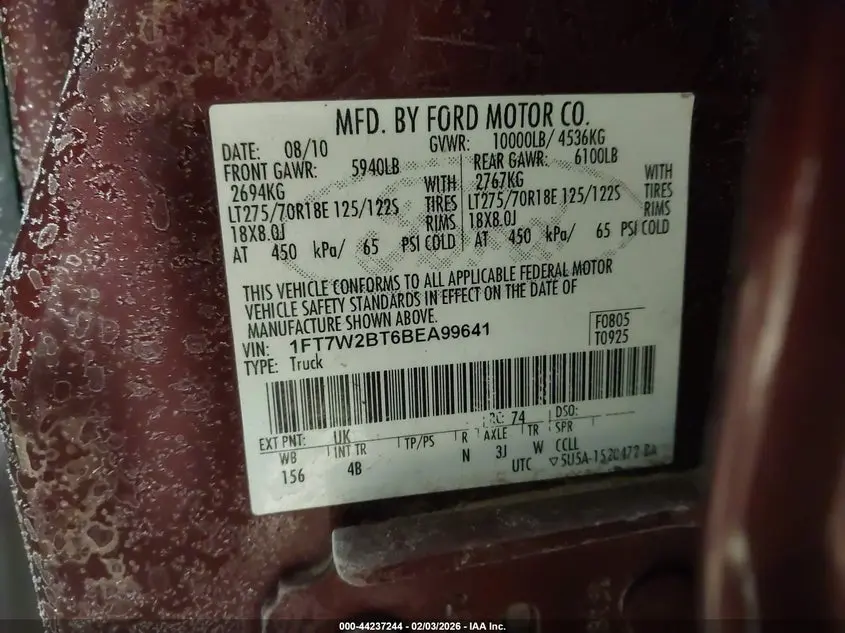 MFD. BY FORD MOTOR CO.
DATE: 08/10 GVWR: 10000LB/ 4536KG
FRONT GAWR: 5940LB REAR GAWR: 6100LB
2694KG WITH 2767KG WITH
LT275/70R18E 125/122S TIRES LT275/70R18E 125/122S TIRES
18X8.0J RIMS 18X8.0J RIMS
AT 450 kPa/ 65 PSI COLD AT 450 kPa/ 65 PSI COLD
THIS VEHICLE CONFORMS TO ALL APPLICABLE FEDERAL MOTOR
VEHICLE SAFETY STANDARDS IN EFFECT ON THE DATE OF
MANUFACTURE SHOWN ABOVE.
VIN: 1FT7W2BT6BEA99641 F0805
TYPE: Truck T0925
RC: 74 DSO:
EXT PNT: UK
WB INT TR TP/PS R AXLE TR SPR
156 4B N 3J W CCLL
UTC
000-44237244 | 02/03/2026 - IAA Inc.